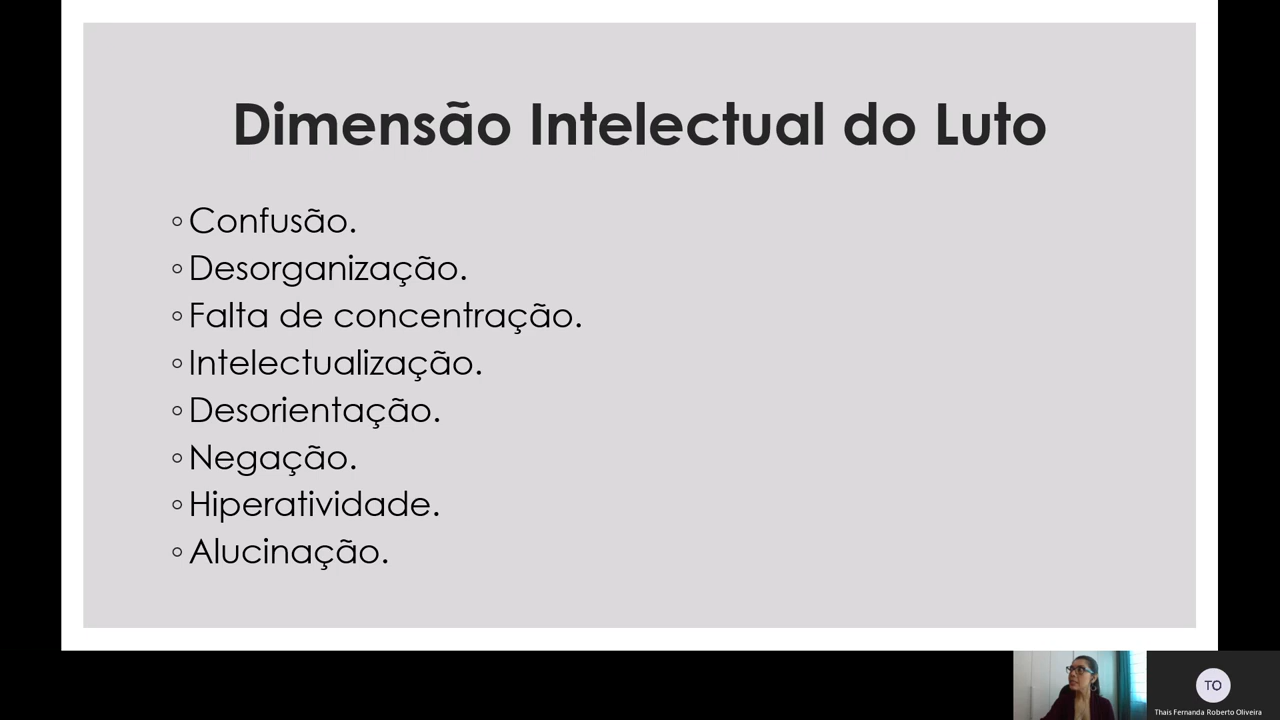 Dimensão Intelectual do Luto
◦Confusão.
◦Desorganização.
◦Falta de concentração.
◦Intelectualização.
◦Desorientação.
◦Negação.
◦Hiperatividade.
◦Alucinação.
TO
Thais Fernanda Roberto Oliveira